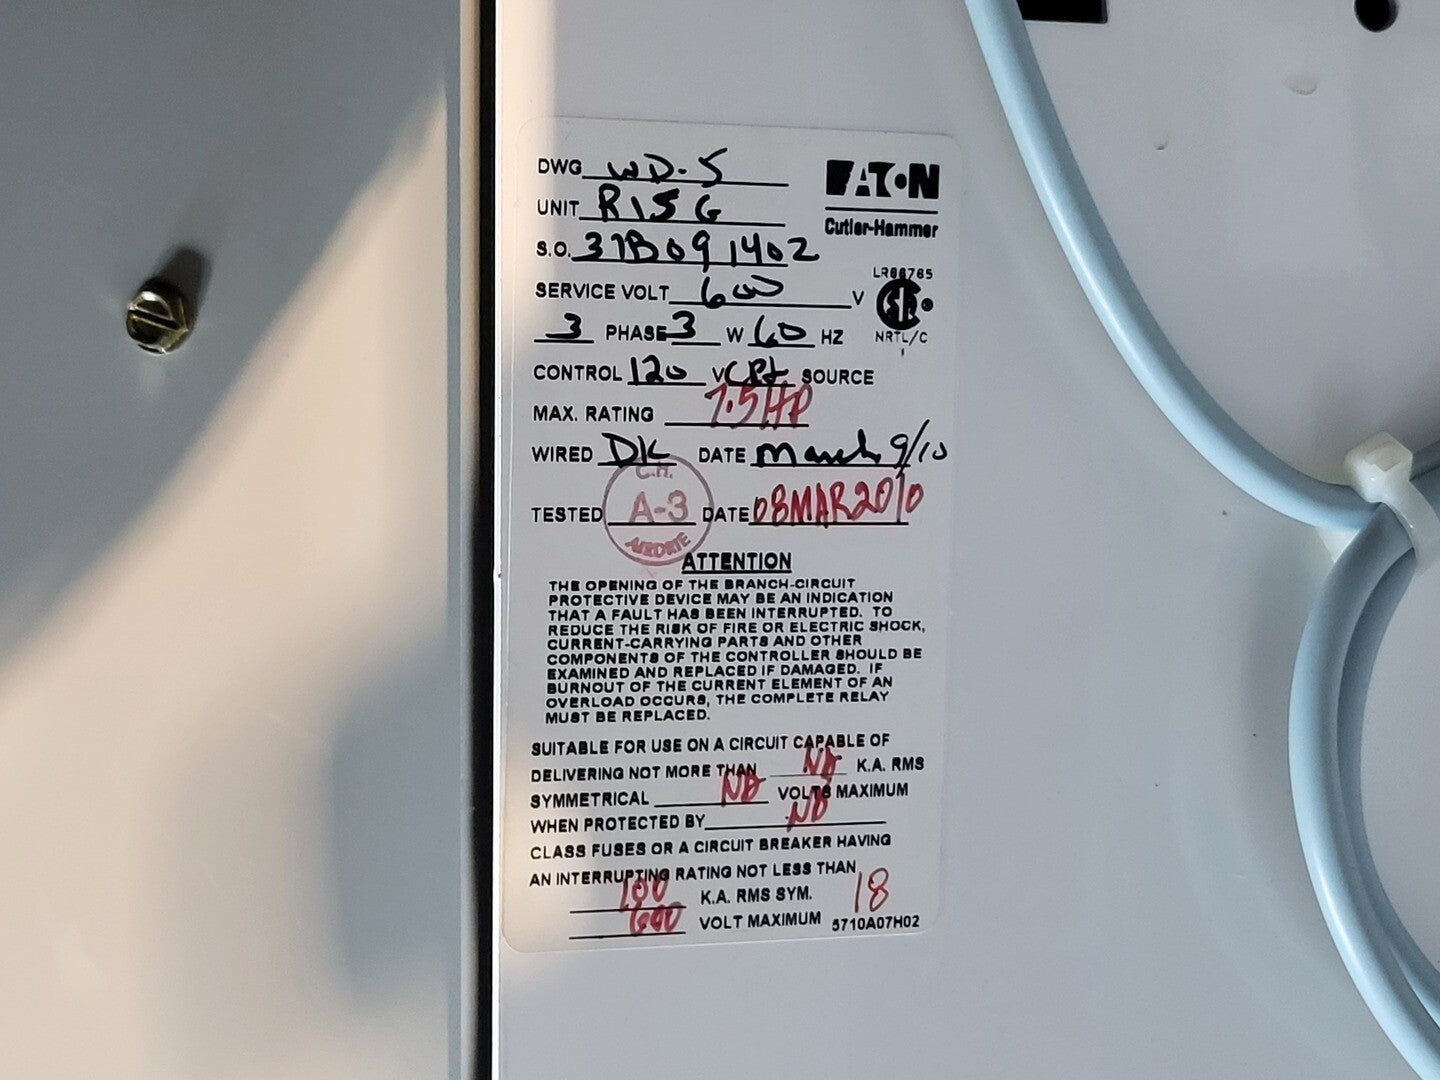 DWG WD-5
EATON
UNIT R15G
Cutler-Hammer
S.O. 37B091402
LR86765
SERVICE VOLT 600 V
NRTL/C
3 PHASE 3 W 60 HZ
CONTROL 120 V CPt SOURCE
MAX. RATING 7.5HP
WIRED DK DATE March 9/10
C.H.
A-3
AIRDRIE
TESTED DATE 08MAR2010
ATTENTION
THE OPENING OF THE BRANCH-CIRCUIT
PROTECTIVE DEVICE MAY BE AN INDICATION
THAT A FAULT HAS BEEN INTERRUPTED. TO
REDUCE THE RISK OF FIRE OR ELECTRIC SHOCK,
CURRENT-CARRYING PARTS AND OTHER
COMPONENTS OF THE CONTROLLER SHOULD BE
EXAMINED AND REPLACED IF DAMAGED. IF
BURNOUT OF THE CURRENT ELEMENT OF AN
OVERLOAD OCCURS, THE COMPLETE RELAY
MUST BE REPLACED.
SUITABLE FOR USE ON A CIRCUIT CAPABLE OF
DELIVERING NOT MORE THAN K.A. RMS
SYMMETRICAL VOLTS MAXIMUM
WHEN PROTECTED BY
CLASS FUSES OR A CIRCUIT BREAKER HAVING
AN INTERRUPTING RATING NOT LESS THAN
100 K.A. RMS SYM. 18
600 VOLT MAXIMUM 5710A07H02